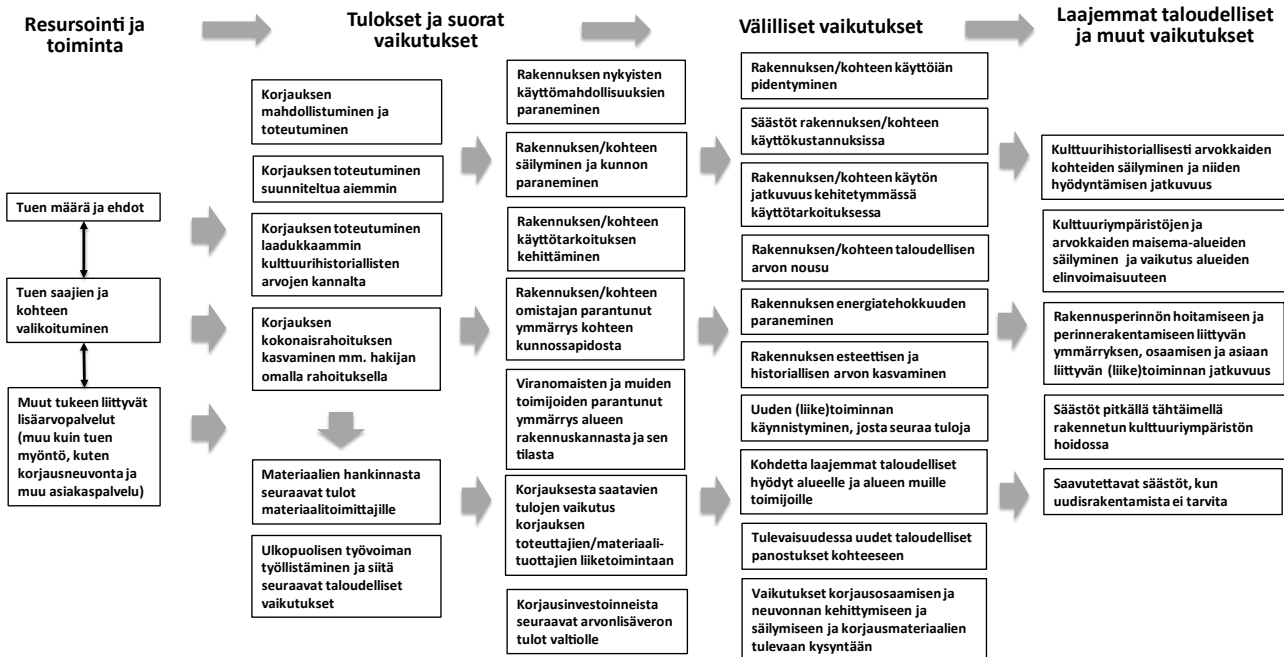 Resursointi ja
toiminta
Tulokset ja suorat
vaikutukset
Välilliset vaikutukset
Laajemmat taloudelliset
ja muut vaikutukset
Tuen määrä ja ehdot
Tuen saajien ja
kohteen
valikoituminen
Muut tukeen liittyvät
lisäarvopalvelut
(muu kuin tuen
myöntö, kuten
korjausneuvonta ja
muu asiakaspalvelu)
Korjauksen
mahdollistuminen ja
toteutuminen
Korjauksen toteutuminen
suunniteltua aiemmin
Korjauksen toteutuminen
laadukkaammin
kulttuurihistoriallisten
arvojen kannalta
Korjauksen
kokonaisrahoituksen
kasvaminen mm. hakijan
omalla rahoituksella
Materiaalien hankinnasta
seuraavat tulot
materiaalitoimittajille
Ulkopuolisen työvoiman
työllistäminen ja siitä
seuraavat taloudelliset
vaikutukset
Rakennuksen nykyisten
käyttömahdollisuuksien
paraneminen
Rakennuksen/kohteen
säilyminen ja kunnon
paraneminen
Rakennuksen/kohteen
käyttötarkoituksen
kehittäminen
Rakennuksen/kohteen
omistajan parantunut
ymmärrys kohteen
kunnossapidosta
Viranomaisten ja muiden
toimijoiden parantunut
ymmärrys alueen
rakennuskannasta ja sen
tilasta
Korjauksesta saatavien
tulojen vaikutus
korjauksen
toteuttajien/materiaali-
tuottajien liiketoimintaan
Korjausinvestoinneista
seuraavat arvonlisäveron
tulot valtiolle
Rakennuksen/kohteen käyttöiän
pidentyminen
Säästöt rakennuksen/kohteen
käyttökustannuksissa
Rakennuksen/kohteen käytön
jatkuvuus kehitetymmässä
käyttötarkoituksessa
Rakennuksen/kohteen taloudellisen
arvon nousu
Rakennuksen energiatehokkuuden
paraneminen
Rakennuksen esteettisen ja
historiallisen arvon kasvaminen
Uuden (liike)toiminnan
käynnistyminen, josta seuraa tuloja
Kohdetta laajemmat taloudelliset
hyödyt alueelle ja alueen muille
toimijoille
Tulevaisuudessa uudet taloudelliset
panostukset kohteeseen
Vaikutukset korjausosaamisen ja
neuvonnan kehittymiseen ja
säilymiseen ja korjausmateriaalien
tulevaan kysyntään
Kulttuurihistoriallisesti arvokkaiden
kohteiden säilyminen ja niiden
hyödyntämisen jatkuvuus
Kulttuuriympäristöjen ja
arvokkaiden maisema-alueiden
säilyminen ja vaikutus alueiden
elinvoimaisuuteen
Rakennusperinnön hoitamiseen ja
perinnerakentamiseen liittyvän
ymmärryksen, osaamisen ja asiaan
liittyvän (liike)toiminnan jatkuvuus
Säästöt pitkällä tähtäimellä
rakennetun kulttuuriympäristön
hoidossa
Saavutettavat säästöt, kun
uudisrakentamista ei tarvita